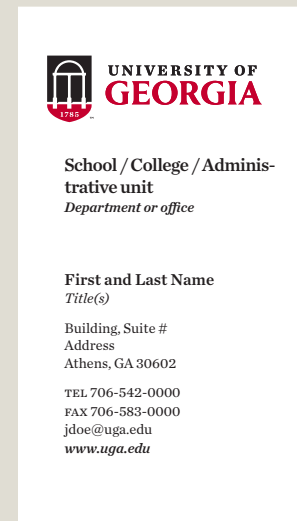 UNIVERSITY OF
GEORGIA
1785
School / College / Adminis-
trative unit
Department or office
First and Last Name
Title(s)
Building, Suite #
Address
Athens, GA 30602
TEL 706-542-0000
FAX 706-583-0000
jdoe@uga.edu
www.uga.edu